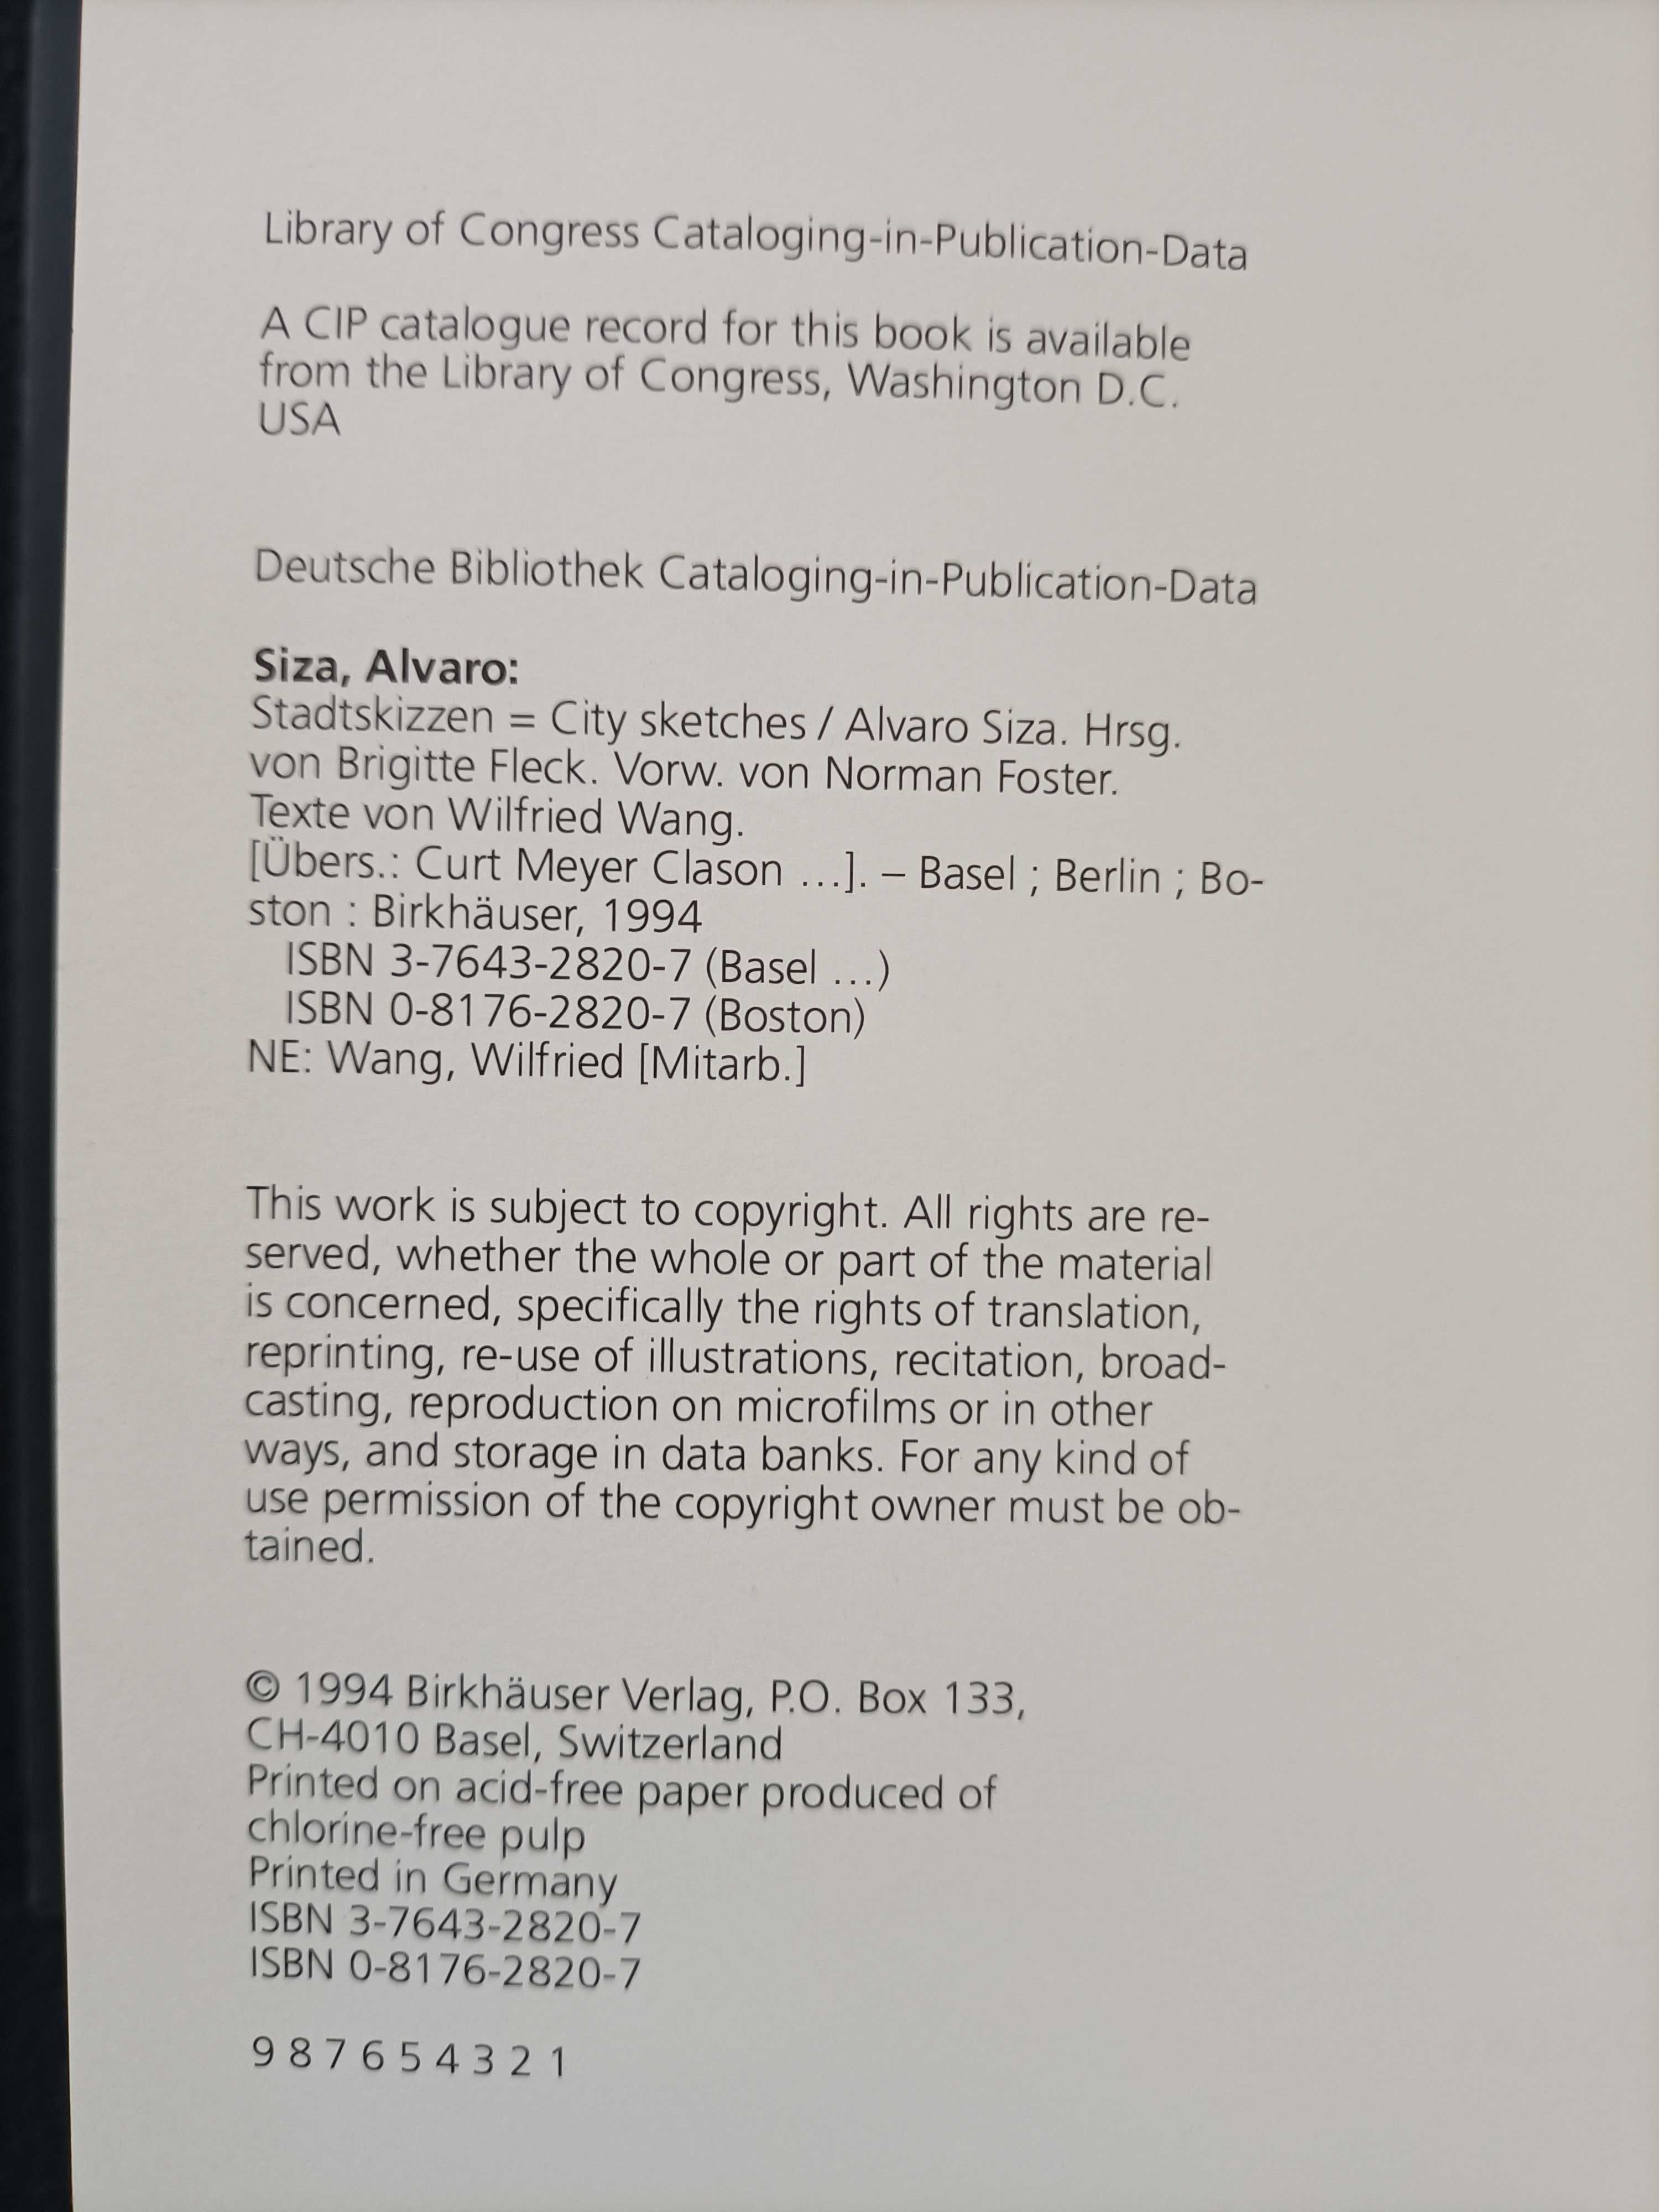 Library of Congress Cataloging-in-Publication-Data
A CIP catalogue record for this book is available
from the Library of Congress, Washington D.C.
USA
Deutsche Bibliothek Cataloging-in-Publication-Data
Siza, Alvaro:
Stadtskizzen = City sketches / Alvaro Siza. Hrsg.
von Brigitte Fleck. Vorw. von Norman Foster.
Texte von Wilfried Wang.
[Übers.: Curt Meyer Clason ...]. – Basel ; Berlin ; Bo-
ston : Birkhäuser, 1994
ISBN 3-7643-2820-7 (Basel ...)
ISBN 0-8176-2820-7 (Boston)
NE: Wang, Wilfried [Mitarb.]
This work is subject to copyright. All rights are re-
served, whether the whole or part of the material
is concerned, specifically the rights of translation,
reprinting, re-use of illustrations, recitation, broad-
casting, reproduction on microfilms or in other
ways, and storage in data banks. For any kind of
use permission of the copyright owner must be ob-
tained.
© 1994 Birkhäuser Verlag, P.O. Box 133,
CH-4010 Basel, Switzerland
Printed on acid-free paper produced of
chlorine-free pulp
Printed in Germany
ISBN 3-7643-2820-7
ISBN 0-8176-2820-7
9 8 7 6 5 4 3 2 1